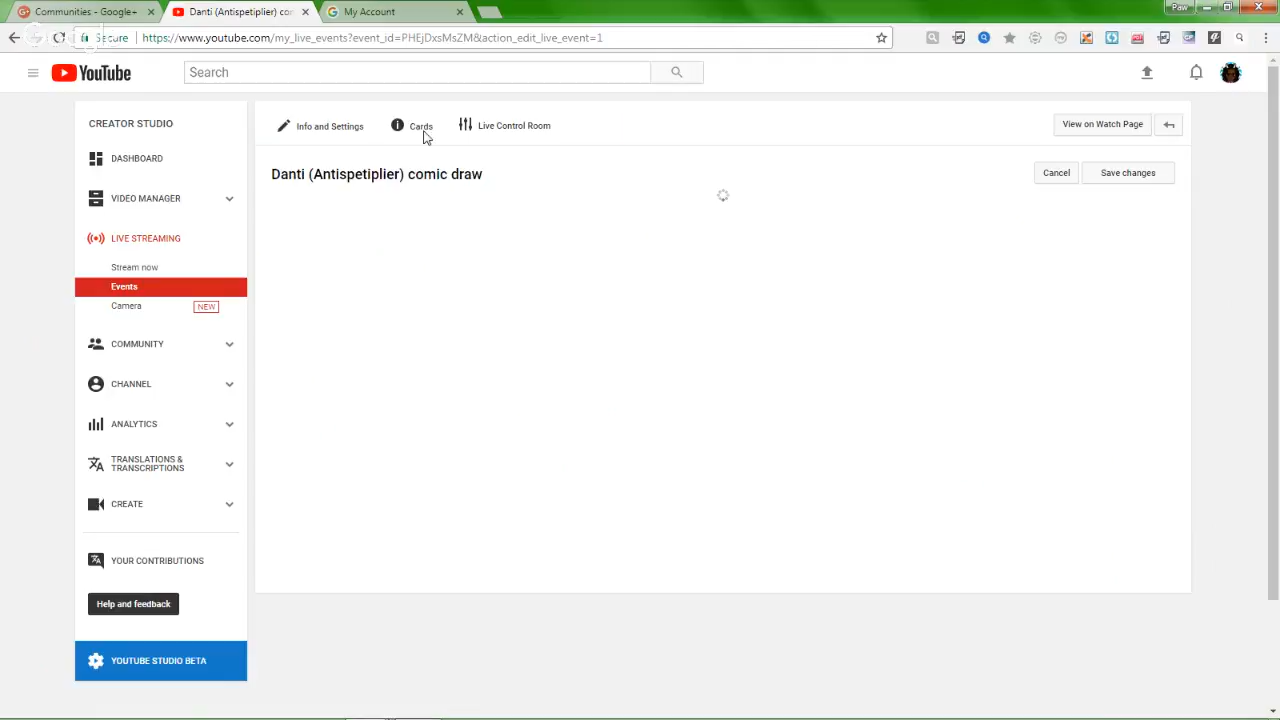 Communities - Google+
Danti (Antispetiplier) co
My Account
Paw
Secure
https://www.youtube.com/my_live_events?event_id=PHEjDxsMsZM&action_edit_live_event=1
YouTube
Search
CREATOR STUDIO
DASHBOARD
VIDEO MANAGER
LIVE STREAMING
Stream now
Events
Camera
NEW
COMMUNITY
CHANNEL
ANALYTICS
TRANSLATIONS &
TRANSCRIPTIONS
CREATE
YOUR CONTRIBUTIONS
Help and feedback
YOUTUBE STUDIO BETA
Info and Settings
Cards
Live Control Room
View on Watch Page
Danti (Antispetiplier) comic draw
Cancel
Save changes